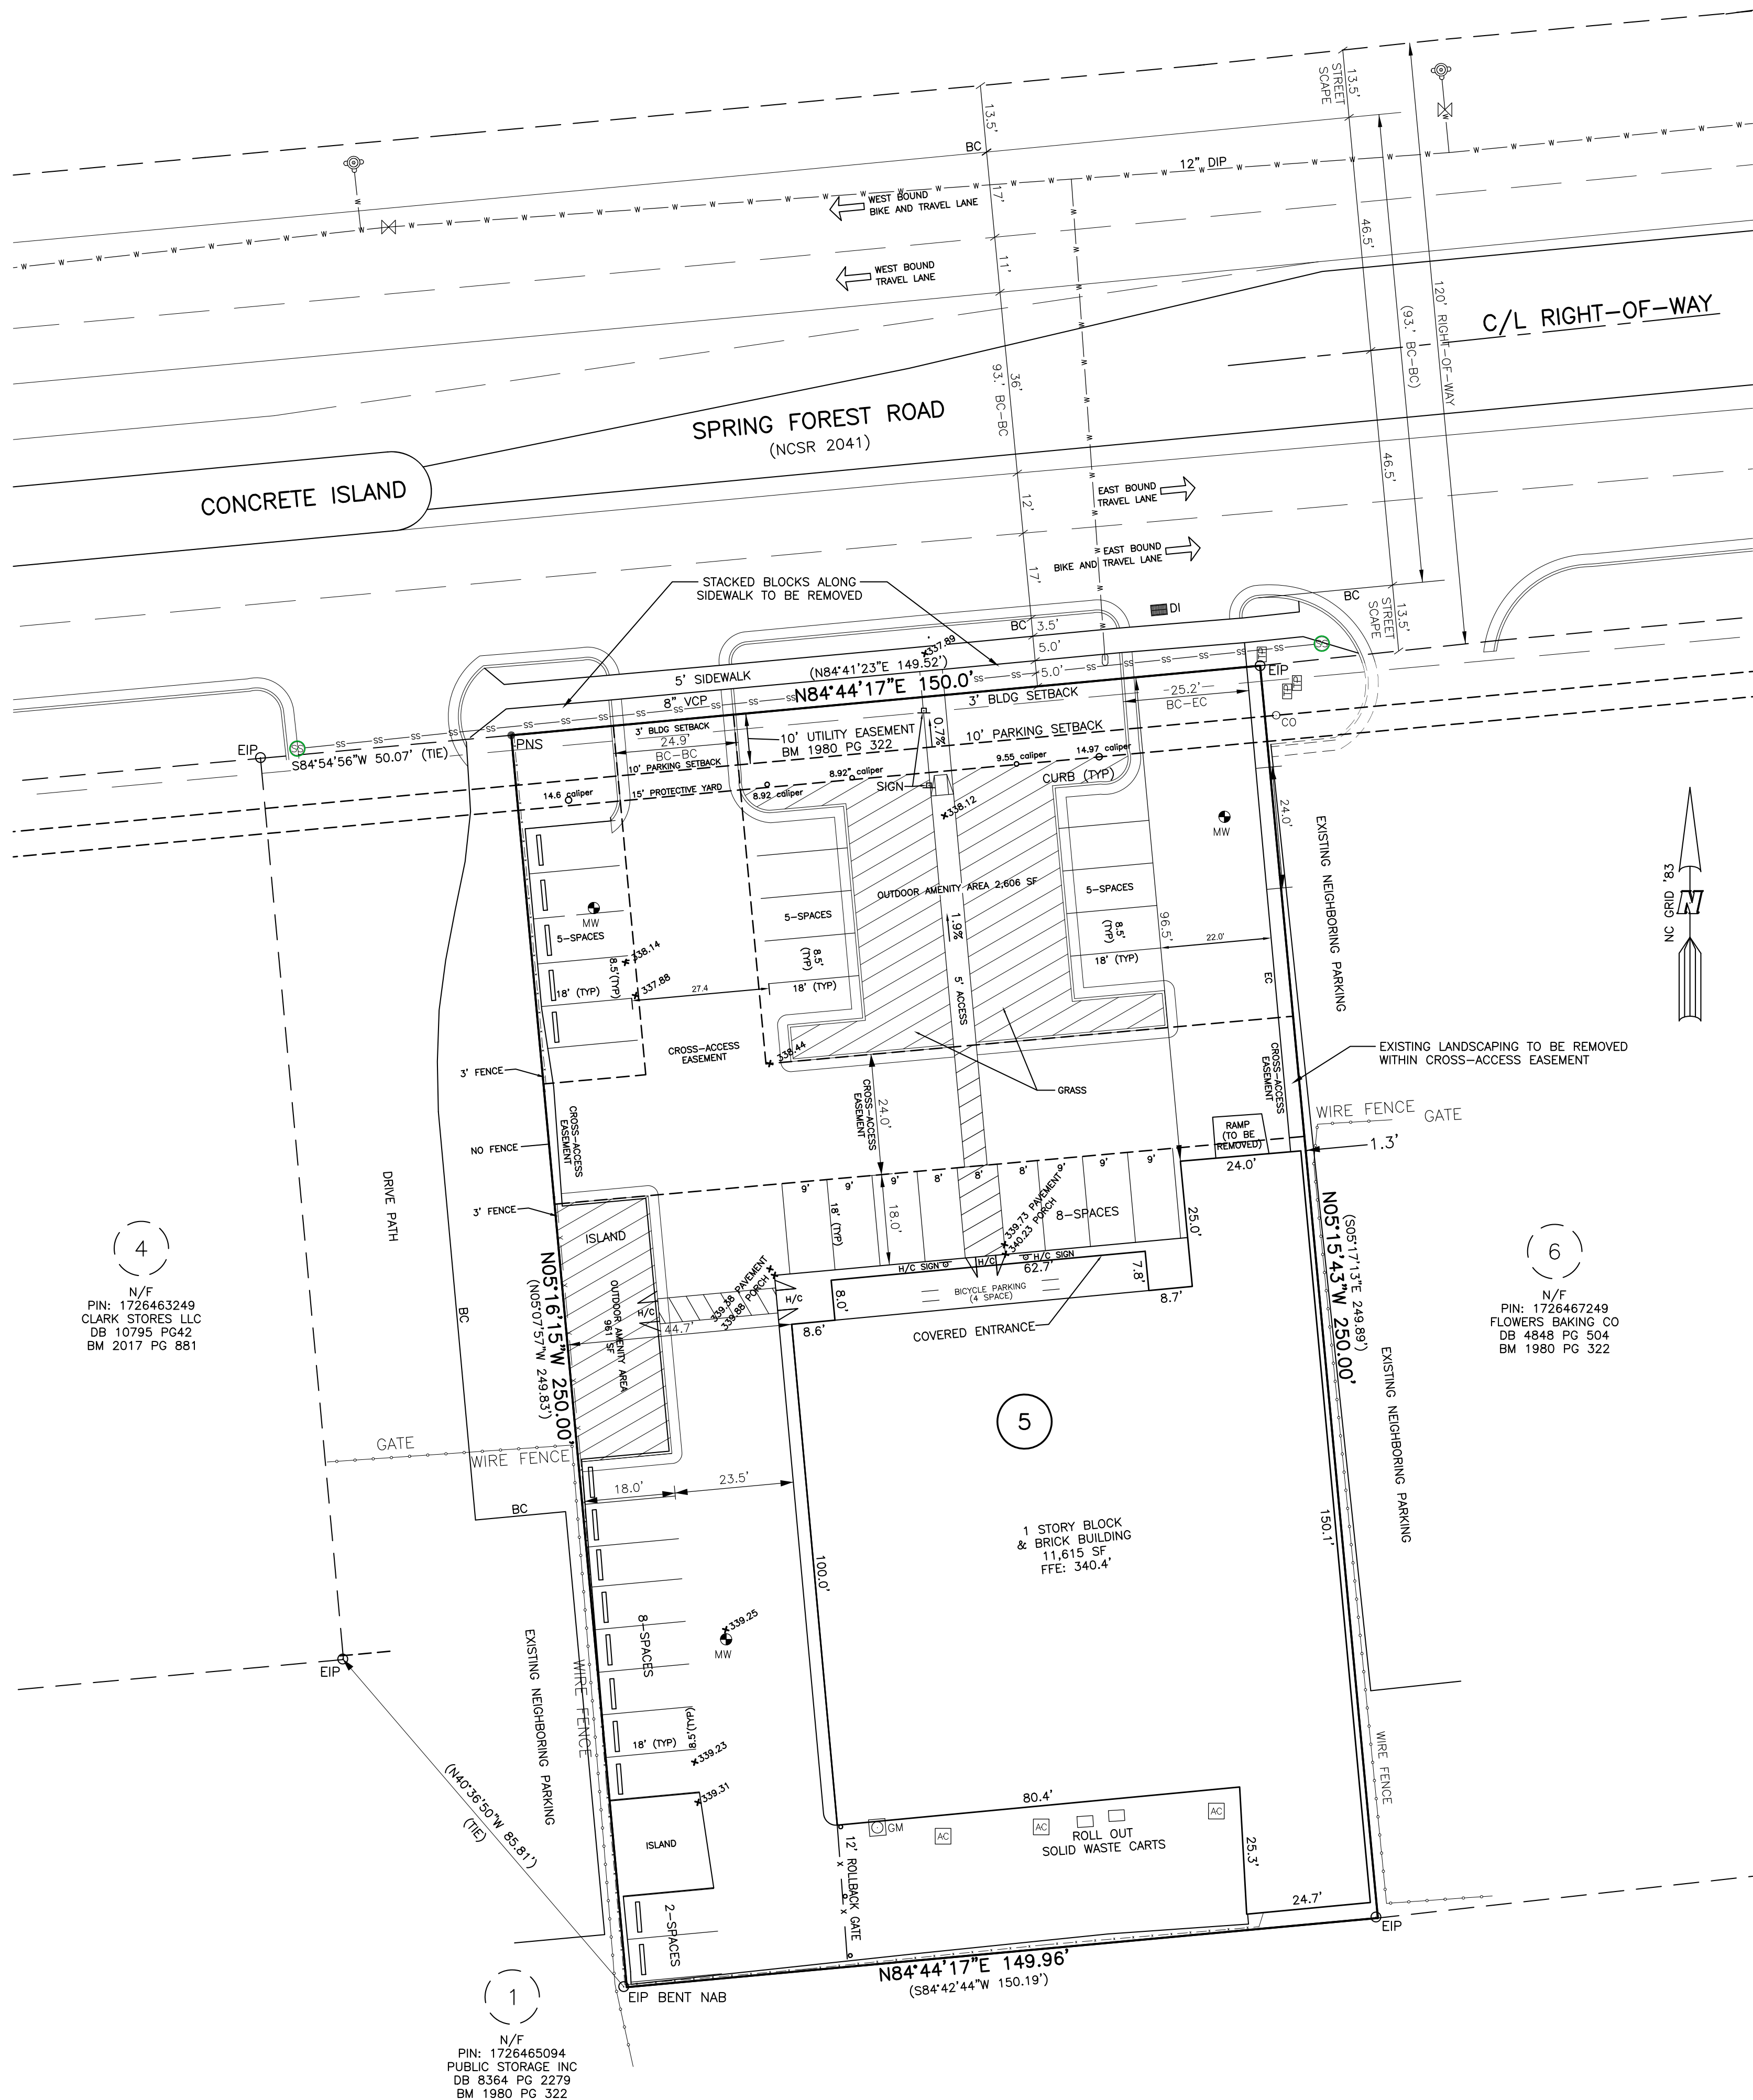 13.5'
STREET
SCAPE
13.5'
BC
12" DIP
17'
WEST BOUND
BIKE AND TRAVEL LANE
46.5'
11'
WEST BOUND
TRAVEL LANE
(93.' BC-BC)
120' RIGHT-OF-WAY
C/L RIGHT-OF-WAY
36'
93.' BC-BC
SPRING FOREST ROAD
(NCSR 2041)
CONCRETE ISLAND
46.5'
12'
EAST BOUND
TRAVEL LANE
EAST BOUND
BIKE AND TRAVEL LANE
17'
STACKED BLOCKS ALONG
SIDEWALK TO BE REMOVED
BC
DI
13.5'
STREET
SCAPE
BC
3.5'
337.89
5.0'
(N84°41'23"E 149.52')
5' SIDEWALK
5.0'
EIP
N84°44'17"E 150.0'
8" VCP
3' BLDG SETBACK
25.2'
BC-EC
CO
PNS
3' BLDG SETBACK
24.9'
BC-BC
10' UTILITY EASEMENT
BM 1980 PG 322
0.7%
10' PARKING SETBACK
EIP
S84°54'56"W 50.07' (TIE)
10' PARKING SETBACK
8.92" caliper
9.55 caliper
14.97 caliper
CURB (TYP)
14.6 caliper
15' PROTECTIVE YARD
8.92 caliper
SIGN
338.12
24.0'
MW
EXISTING NEIGHBORING PARKING
NC GRID '83
N
OUTDOOR AMENITY AREA 2,606 SF
5-SPACES
5-SPACES
MW
5-SPACES
1.9%
96.5'
8.5'
(TYP)
22.0'
8.5'
(TYP)
338.14
8.5'(TYP)
337.88
18' (TYP)
18' (TYP)
18' (TYP)
27.4
5' ACCESS
EC
CROSS-ACCESS
EASEMENT
338.44
3' FENCE
GRASS
EXISTING LANDSCAPING TO BE REMOVED
WITHIN CROSS-ACCESS EASEMENT
CROSS-ACCESS
EASEMENT
24.0'
CROSS-ACCESS
EASEMENT
CROSS-ACCESS
EASEMENT
WIRE FENCE
GATE
RAMP
(TO BE
REMOVED)
1.3'
NO FENCE
24.0'
DRIVE PATH
9'
9'
9'
8'
8'
8'
9'
9'
9'
18' (TYP)
18.0'
339.73 PAVEMENT
340.23 PORCH
8-SPACES
25.0'
3' FENCE
ISLAND
N05°15'43"W 250.00'
(S05°17'13"E 249.89')
4
N/F
PIN: 1726463249
CLARK STORES LLC
DB 10795 PG42
BM 2017 PG 881
6
N/F
PIN: 1726467249
FLOWERS BAKING CO
DB 4848 PG 504
BM 1980 PG 322
N05°16'15"W 250.00'
(N05°07'57"W 249.83')
OUTDOOR AMENITY AREA
961 SF
H/C
339.38 PAVEMENT
339.88 PORCH
H/C
H/C SIGN
H/C
H/C SIGN
62.7'
7.8'
8.0'
BICYCLE PARKING
(4 SPACE)
8.7'
44.7'
8.6'
COVERED ENTRANCE
BC
EXISTING NEIGHBORING PARKING
5
GATE
WIRE FENCE
18.0'
23.5'
BC
1 STORY BLOCK
& BRICK BUILDING
11,615 SF
FFE: 340.4'
150.1'
100.0'
8-SPACES
339.25
MW
EIP
EXISTING NEIGHBORING PARKING
WIRE FENCE
18' (TYP)
8.5'(TYP)
339.23
339.31
WIRE FENCE
(N40°36'50"W 85.81')
(TIE)
80.4'
GM
AC
AC
AC
ROLL OUT
SOLID WASTE CARTS
ISLAND
12' ROLLBACK GATE
25.3'
24.7'
2-SPACES
EIP
N84°44'17"E 149.96'
(S84°42'44"W 150.19')
EIP BENT NAB
1
N/F
PIN: 1726465094
PUBLIC STORAGE INC
DB 8364 PG 2279
BM 1980 PG 322